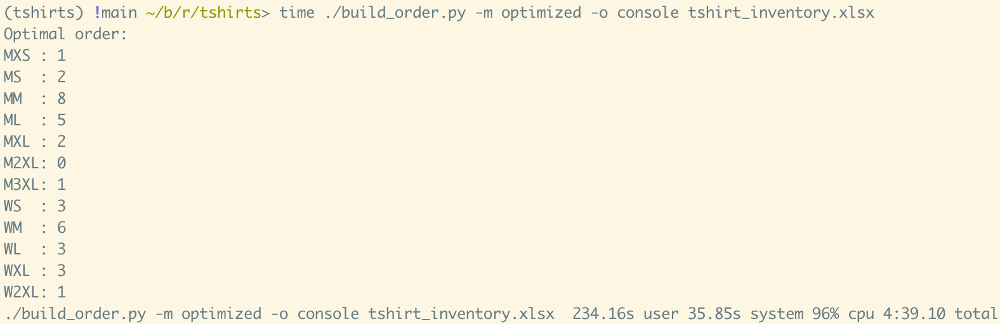 (tshirts) !main ~/b/r/tshirts> time ./build_order.py -m optimized -o console tshirt_inventory.xlsx
Optimal order:
MXS : 1
MS  : 2
MM  : 8
ML  : 5
MXL : 2
M2XL: 0
M3XL: 1
WS  : 3
WM  : 6
WL  : 3
WXL : 3
W2XL: 1
./build_order.py -m optimized -o console tshirt_inventory.xlsx  234.16s user 35.85s system 96% cpu 4:39.10 total